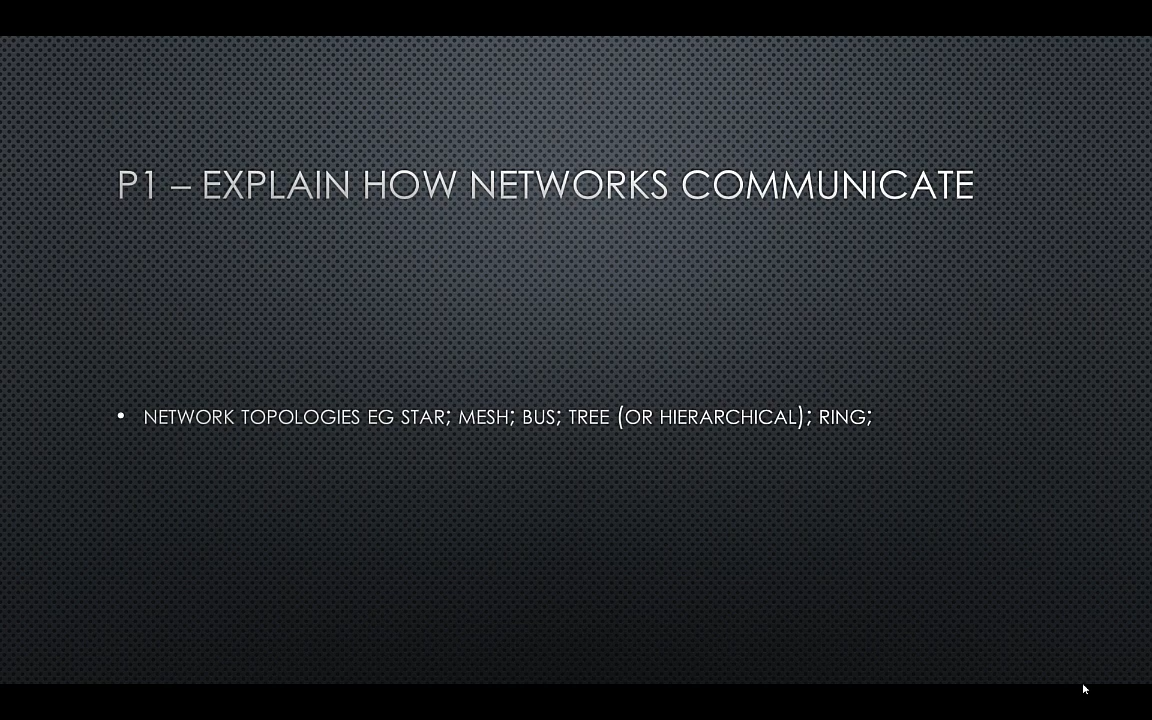 P1 – EXPLAIN HOW NETWORKS COMMUNICATE
• NETWORK TOPOLOGIES EG STAR; MESH; BUS; TREE (OR HIERARCHICAL); RING;